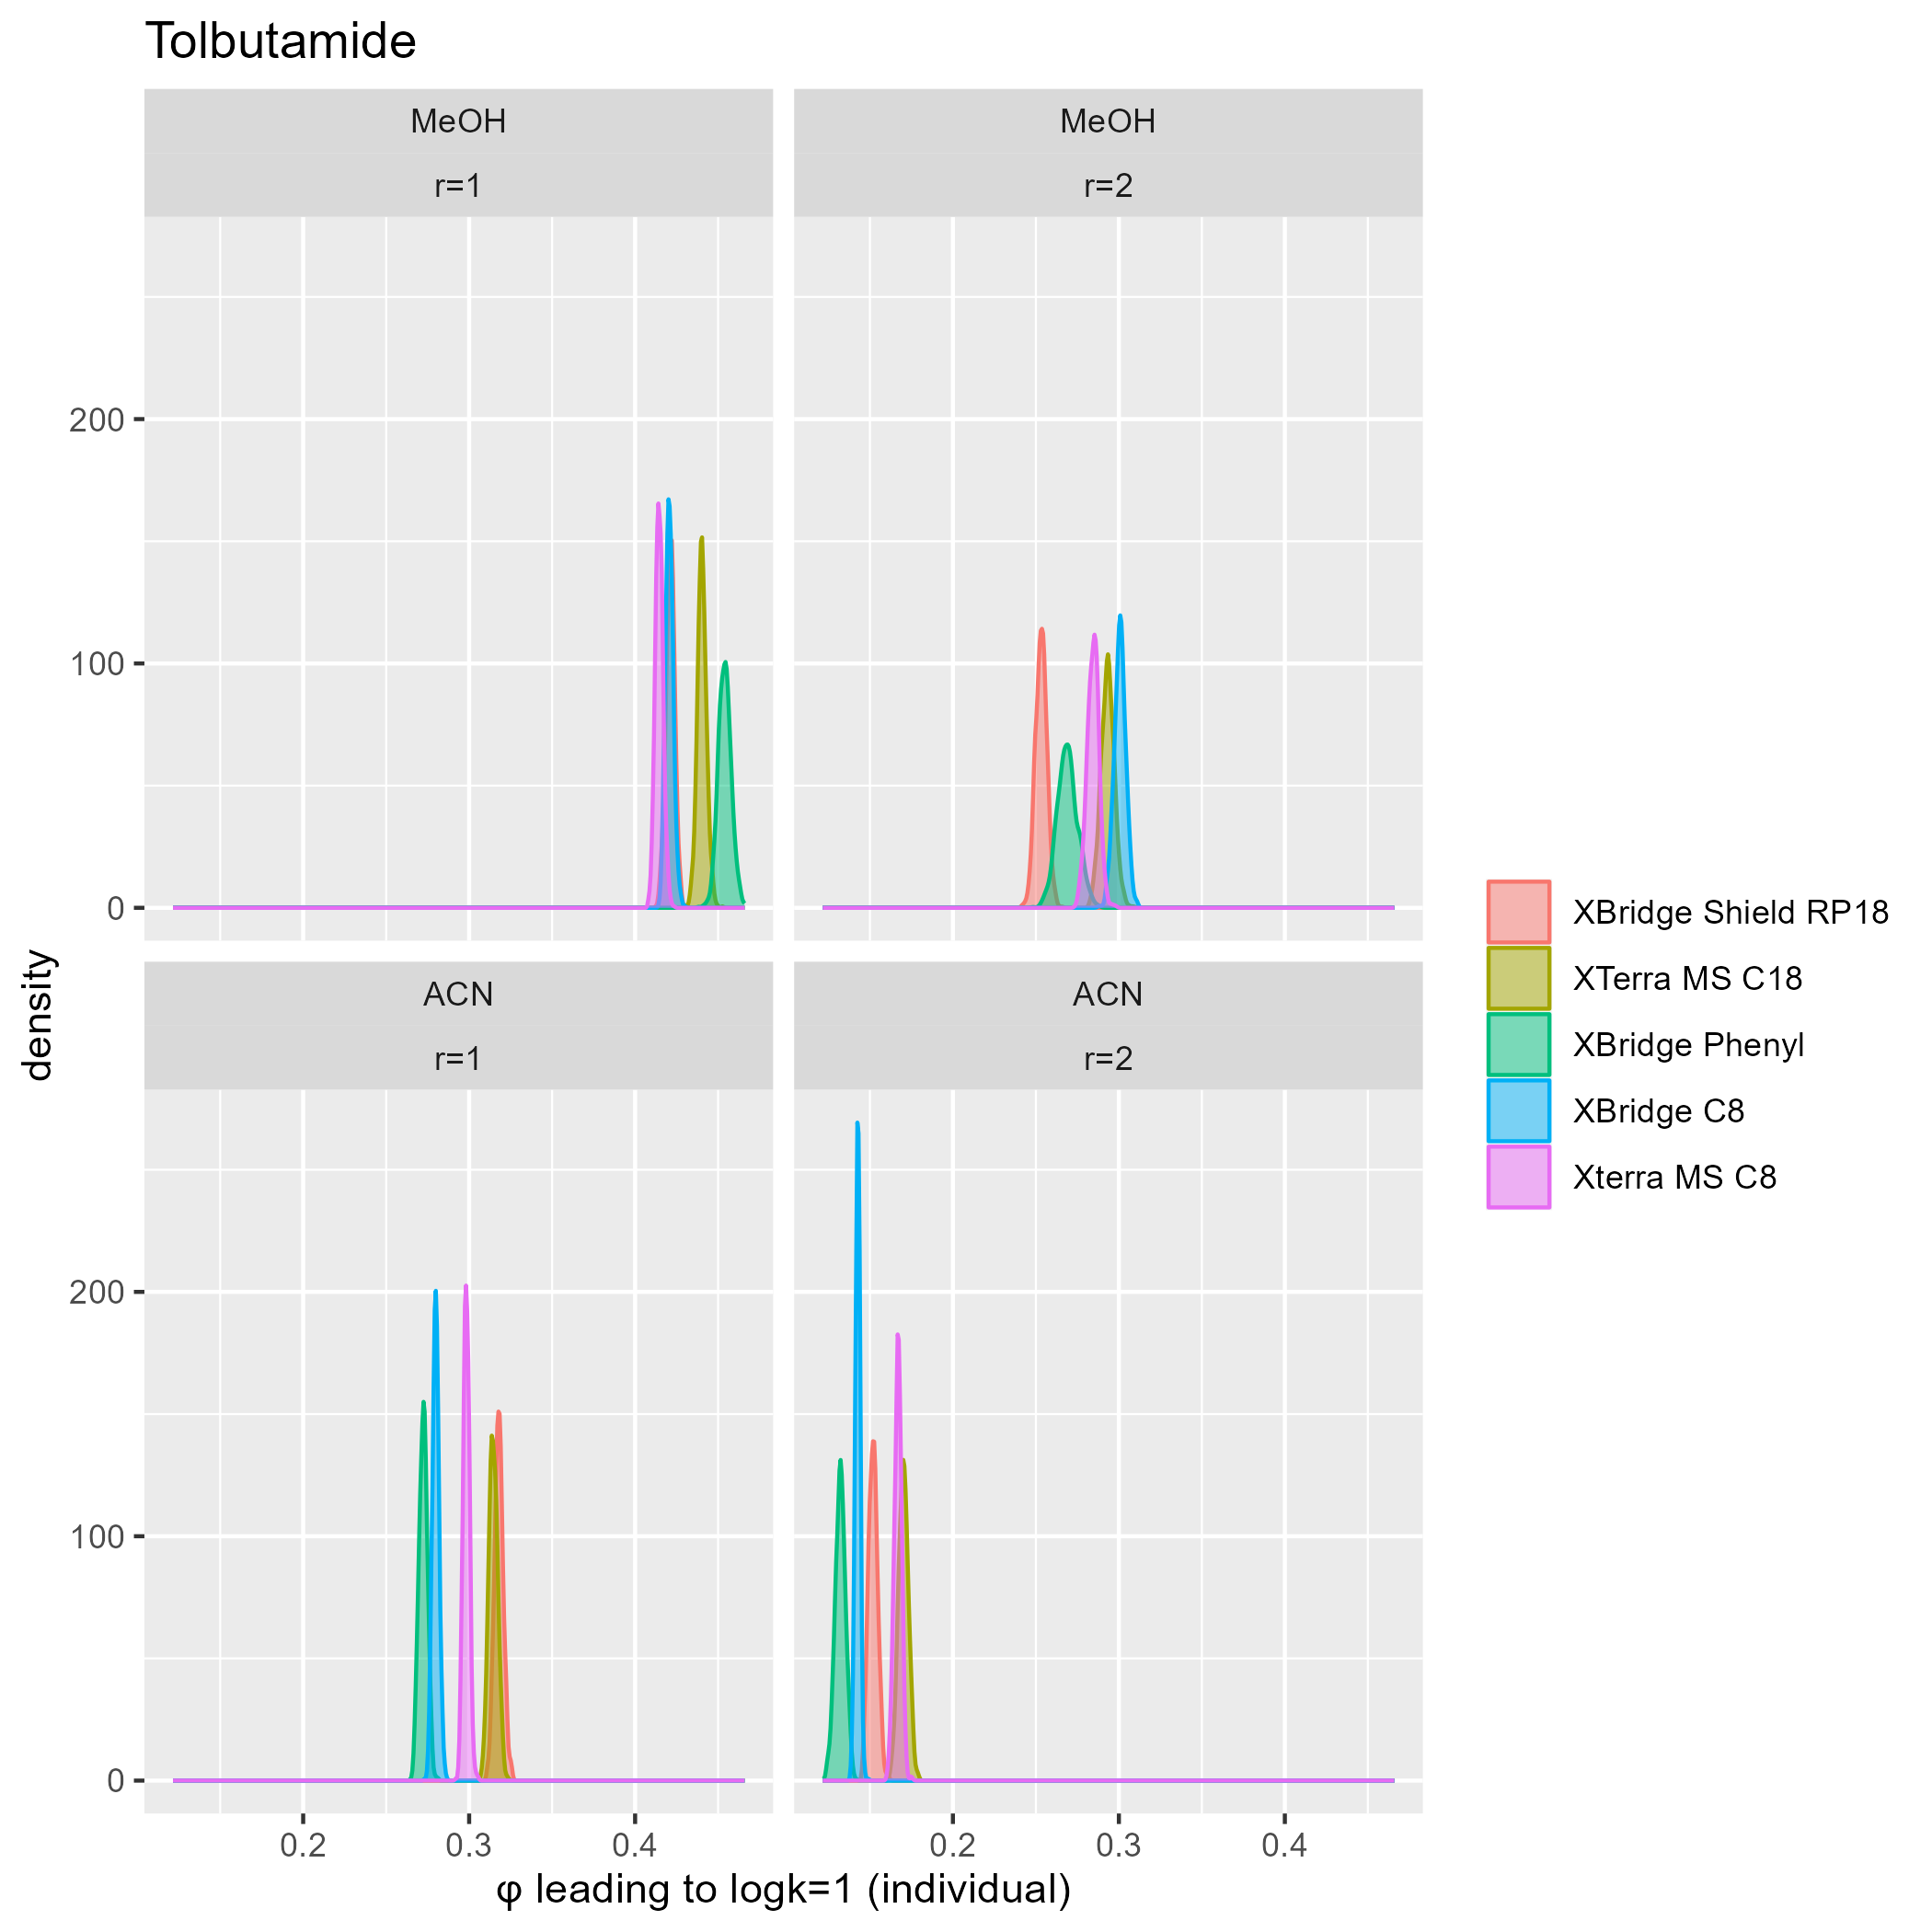 Tolbutamide
MeOH
r=1
MeOH
r=2
200
100
0
density
ACN
r=1
ACN
r=2
200
100
0
0.2
0.3
0.4
0.2
0.3
0.4
φ leading to logk=1 (individual)
XBridge Shield RP18
XTerra MS C18
XBridge Phenyl
XBridge C8
Xterra MS C8